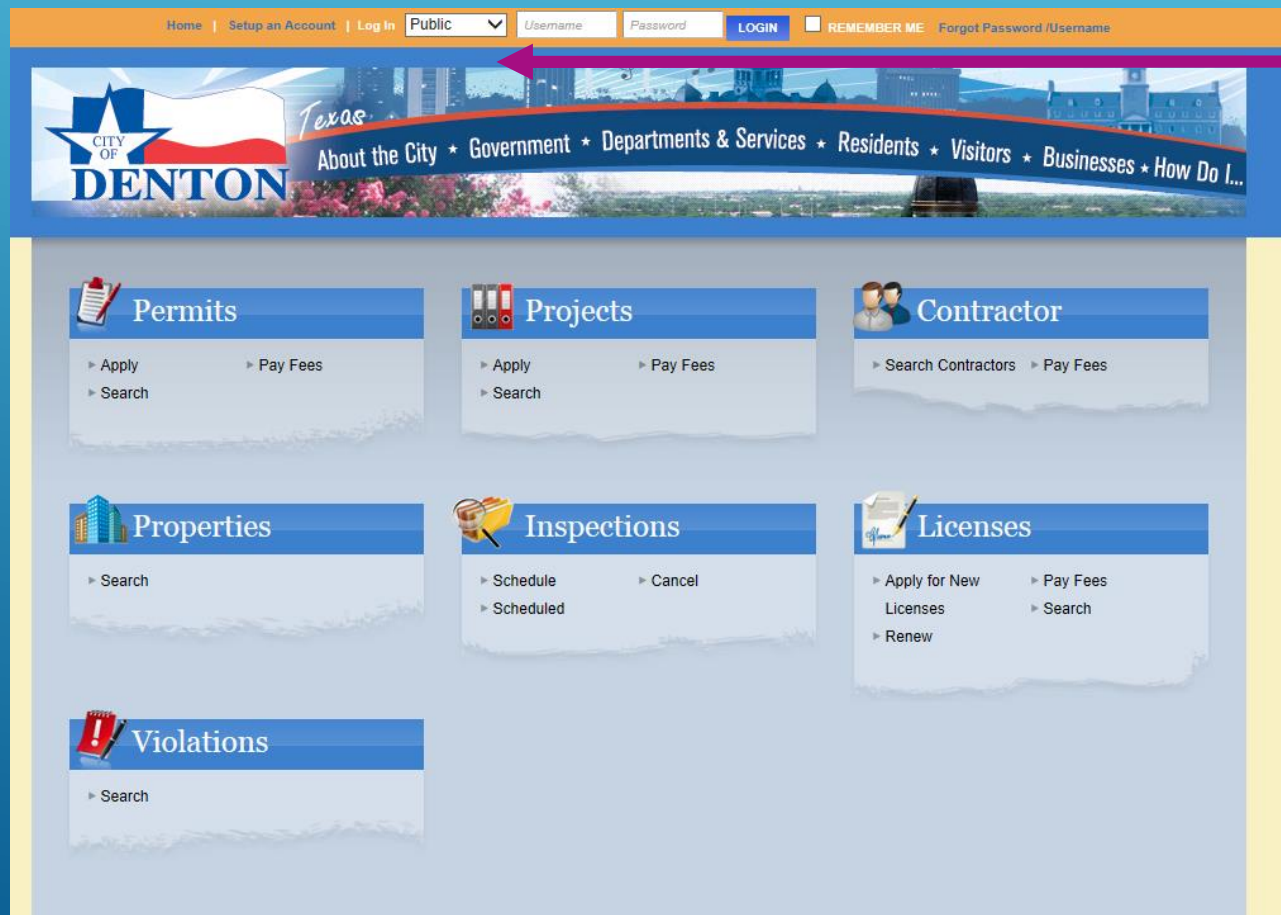 Home | Setup an Account | Log In Public Username Password LOGIN REMEMBER ME Forgot Password /Username
CITY
OF
DENTON
Texas
About the City ★ Government ★ Departments & Services ★ Residents ★ Visitors ★ Businesses ★ How Do I...
Permits
Apply
Pay Fees
Search
Projects
Apply
Pay Fees
Search
Contractor
Search Contractors
Pay Fees
Properties
Search
Inspections
Schedule
Cancel
Scheduled
Licenses
Apply for New
Licenses
Pay Fees
Search
Renew
Violations
Search